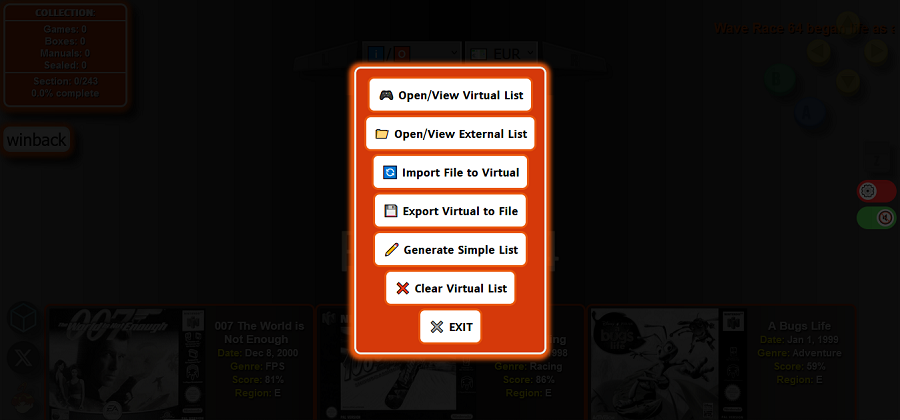 COLLECTION:
Games: 0
Boxes: 0
Manuals: 0
Sealed: 0
Section: 0/243
0.0% complete
winback
EUR
Open/View Virtual List
Open/View External List
Import File to Virtual
Export Virtual to File
Generate Simple List
Clear Virtual List
EXIT
007 The World is
Not Enough
Date: Dec 8, 2000
Genre: FPS
Score: 81%
Region: E
Genre: Racing
Score: 86%
Region: E
A Bugs Life
Date: Jan 1, 1999
Genre: Adventure
Score: 59%
Region: E